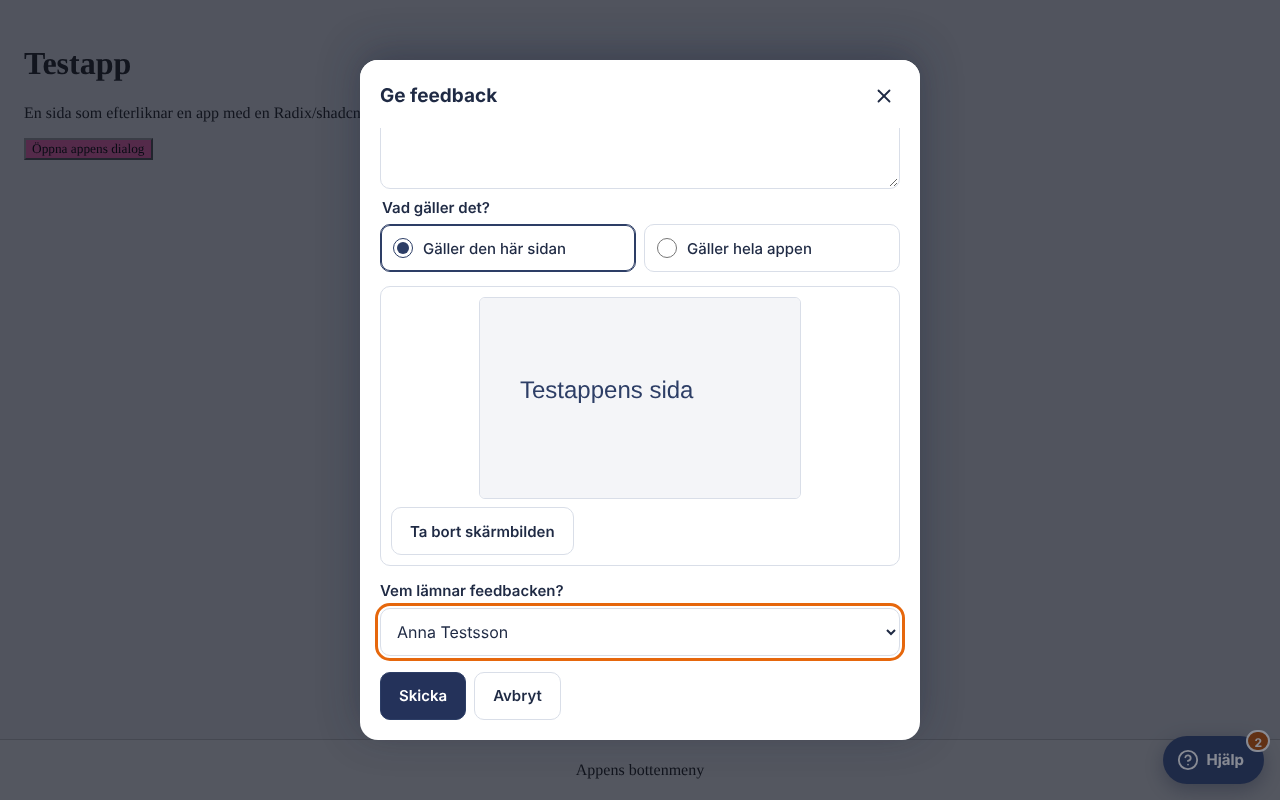 Testapp
En sida som efterliknar en app med en Radix/shadcn
Öppna appens dialog
Ge feedback
Vad gäller det?
Gäller den här sidan
Gäller hela appen
Testappens sida
Ta bort skärmbilden
Vem lämnar feedbacken?
Anna Testsson
Skicka
Avbryt
Appens bottenmeny
Hjälp
2